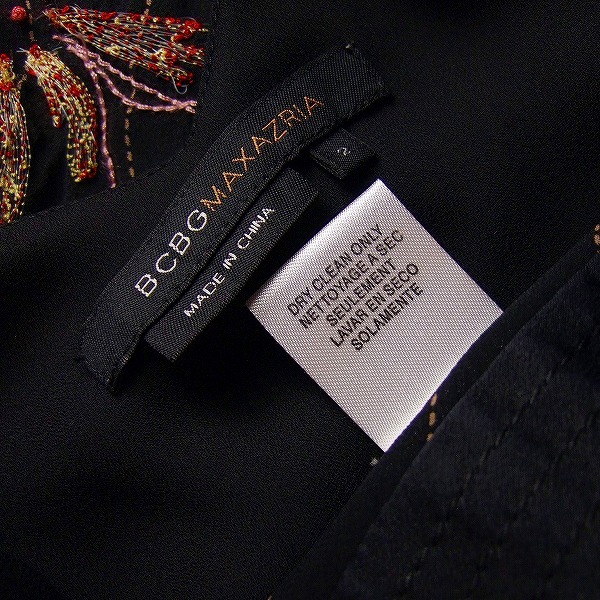 BCBGMAXAZRIA
2
MADE IN CHINA
DRY CLEAN ONLY
NETTOYAGE A SEC
SEULEMENT
LAVAR EN SECO
SOLAMENTE